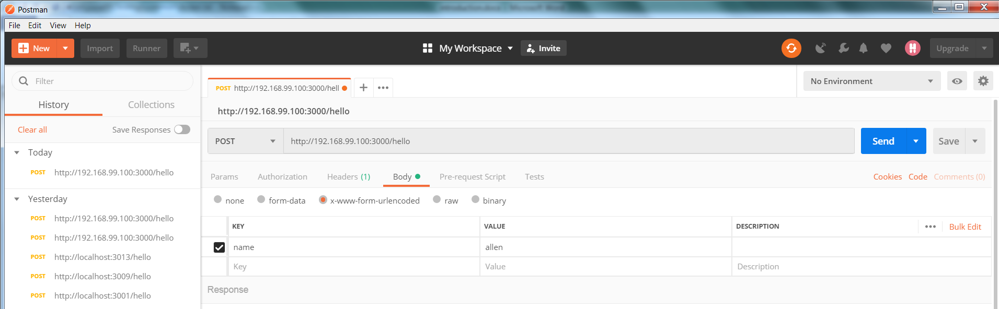 Postman
File Edit View Help
New Import Runner My Workspace Invite Upgrade
Filter
History Collections
Clear all Save Responses
Today
POST http://192.168.99.100:3000/hello
Yesterday
POST http://192.168.99.100:3000/hello
POST http://192.168.99.100:3000/hello
POST http://localhost:3013/hello
POST http://localhost:3009/hello
POST http://localhost:3001/hello
POST http://192.168.99.100:3000/hell
No Environment
http://192.168.99.100:3000/hello
POST http://192.168.99.100:3000/hello Send Save
Params Authorization Headers (1) Body Pre-request Script Tests Cookies Code Comments (0)
none form-data x-www-form-urlencoded raw binary
KEY VALUE DESCRIPTION Bulk Edit
name allen
Key Value Description
Response